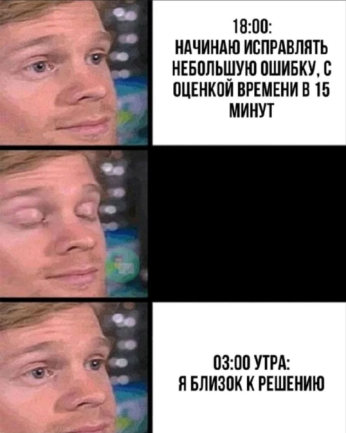 18:00:
НАЧИНАЮ ИСПРАВЛЯТЬ
НЕБОЛЬШУЮ ОШИБКУ, С
ОЦЕНКОЙ ВРЕМЕНИ В 15
МИНУТ
03:00 УТРА:
Я БЛИЗОК К РЕШЕНИЮ